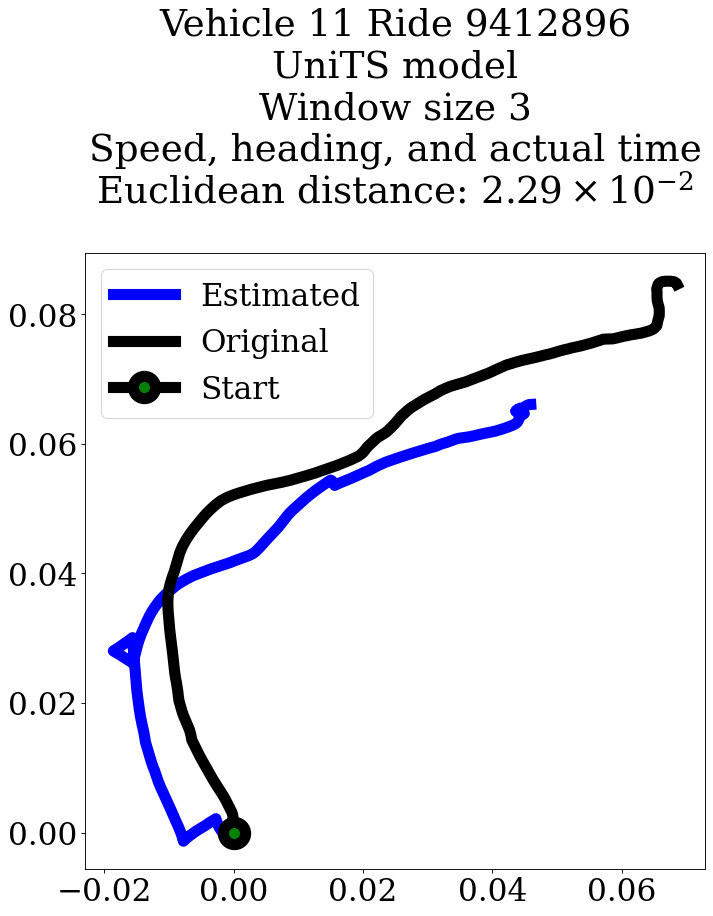 Vehicle 11 Ride 9412896
UniTS model
Window size 3
Speed, heading, and actual time
Euclidean distance: $2.29 \times 10^{-2}$
Estimated
Original
Start
0.08
0.06
0.04
0.02
0.00
−0.02 0.00 0.02 0.04 0.06